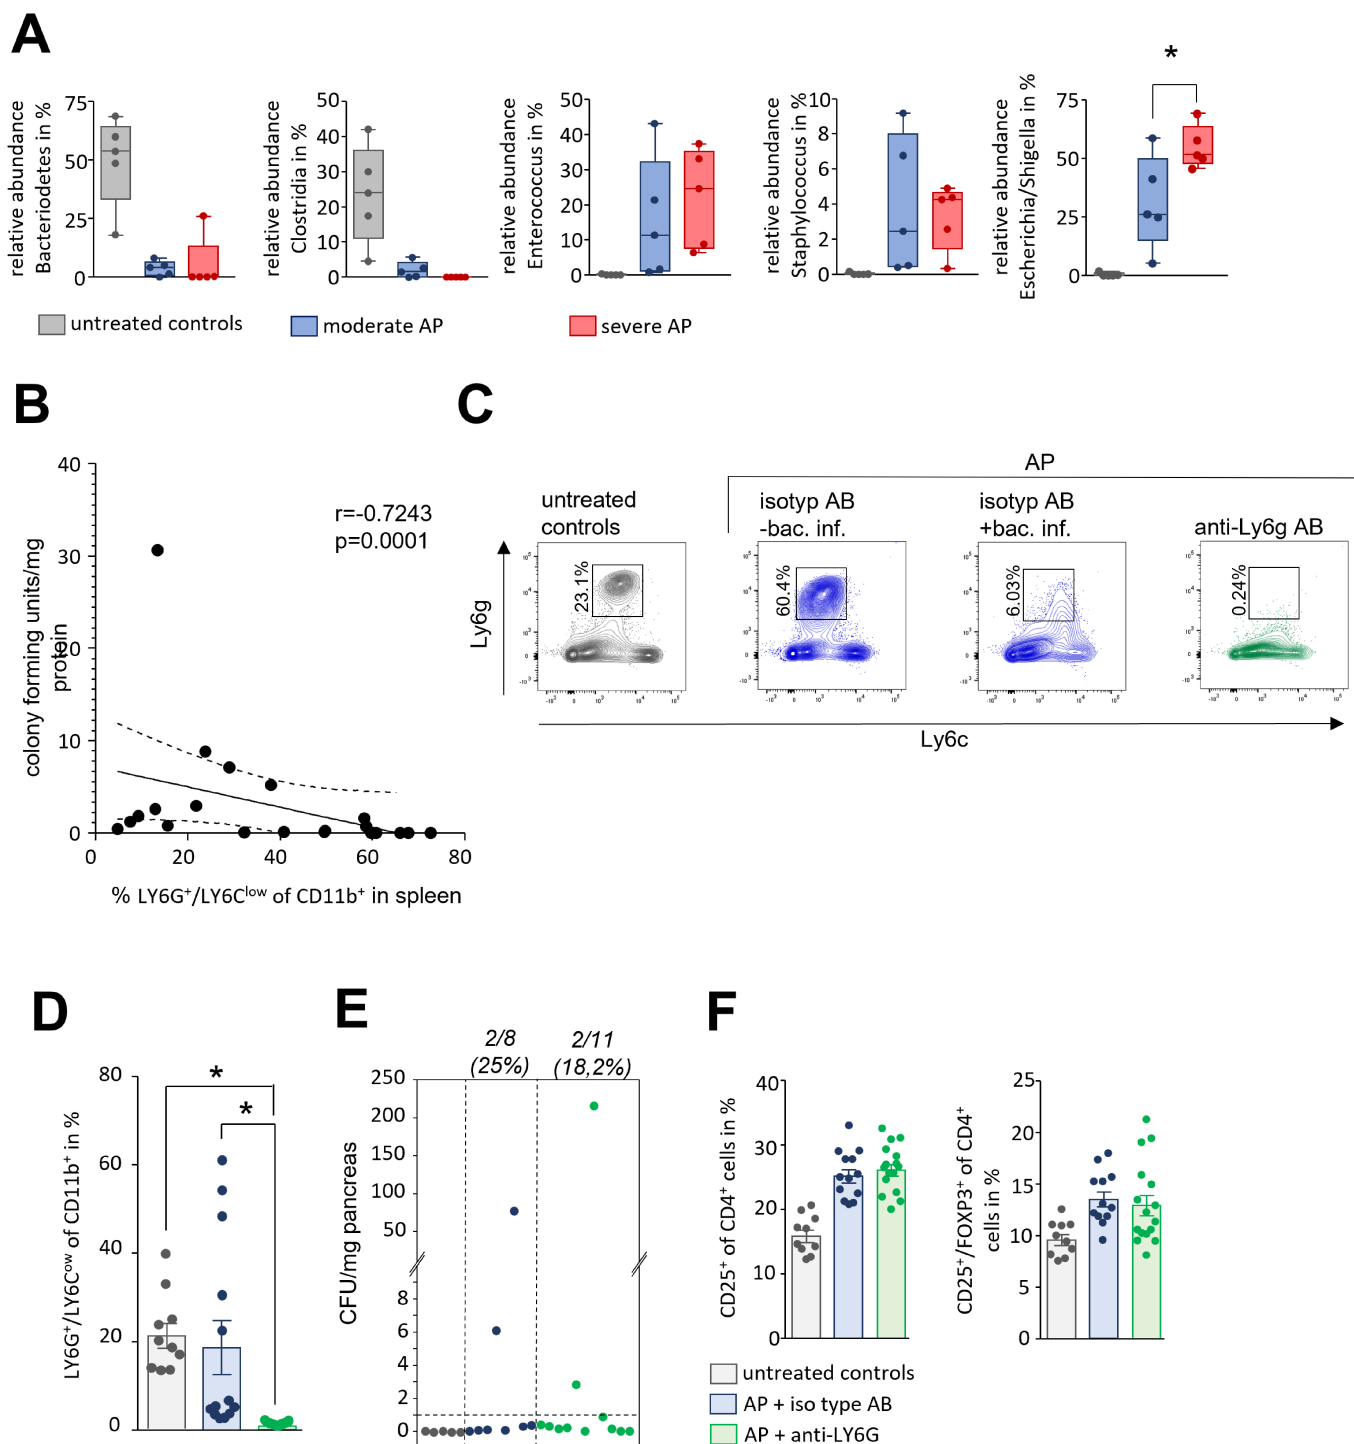 A
*
relative abundance
Bacteriodetes in %
75
50
25
0
relative abundance
Clostridia in %
50
40
30
20
10
0
relative abundance
Enterococcus in %
50
40
30
20
10
0
relative abundance
Staphylococcus in %
10
8
6
4
2
0
relative abundance
Escherichia/Shigella in %
75
50
25
0
untreated controls
moderate AP
severe AP
B
colony forming units/mg
protein
40
30
20
10
0
r=-0.7243
p=0.0001
0
20
40
60
80
% LY6G+/LY6Clow of CD11b+ in spleen
C
AP
untreated
controls
isotyp AB
-bac. inf.
isotyp AB
+bac. inf.
anti-Ly6g AB
23.1%
60.4%
6.03%
0.24%
Ly6g
Ly6c
D
LY6G+/LY6Cow of CD11b+ in %
80
60
40
20
0
*
*
E
2/8
(25%)
2/11
(18,2%)
CFU/mg pancreas
250
200
150
100
50
8
6
4
2
0
F
CD25+ of CD4+ cells in %
40
30
20
10
0
CD25+/FOXP3+ of CD4+
cells in %
25
20
15
10
5
0
untreated controls
AP + iso type AB
AP + anti-LY6G